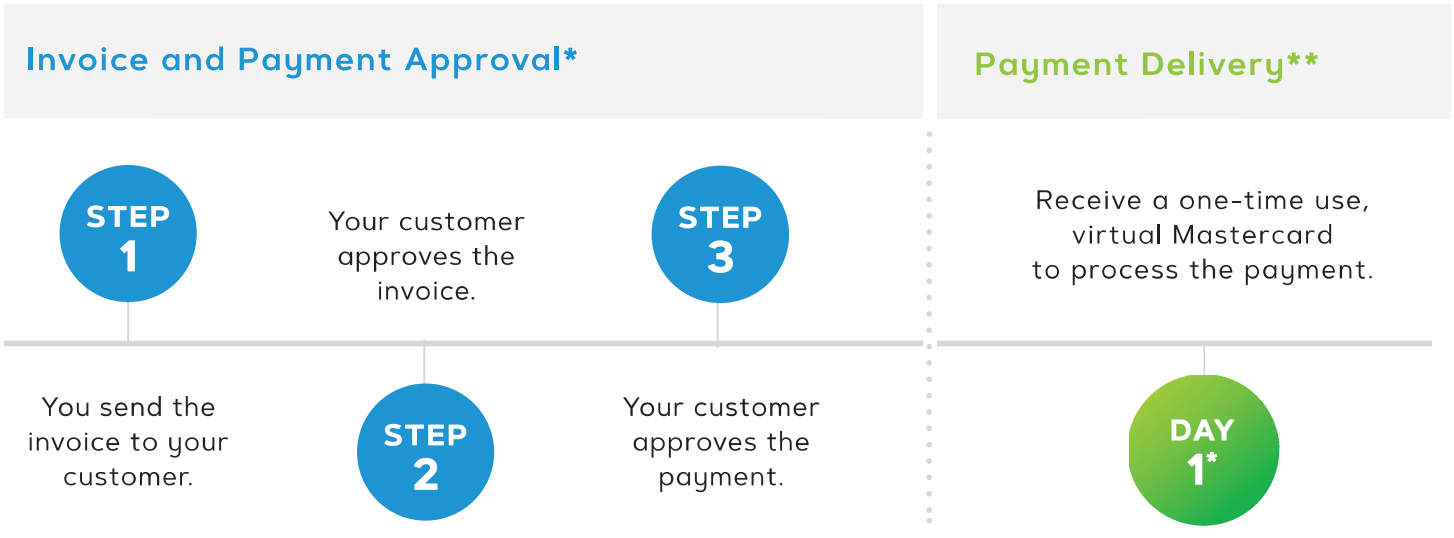 Invoice and Payment Approval*
Payment Delivery**
STEP
1
You send the
invoice to your
customer.
Your customer
approves the
invoice.
STEP
2
STEP
3
Your customer
approves the
payment.
Receive a one-time use,
virtual Mastercard
to process the payment.
DAY
1*